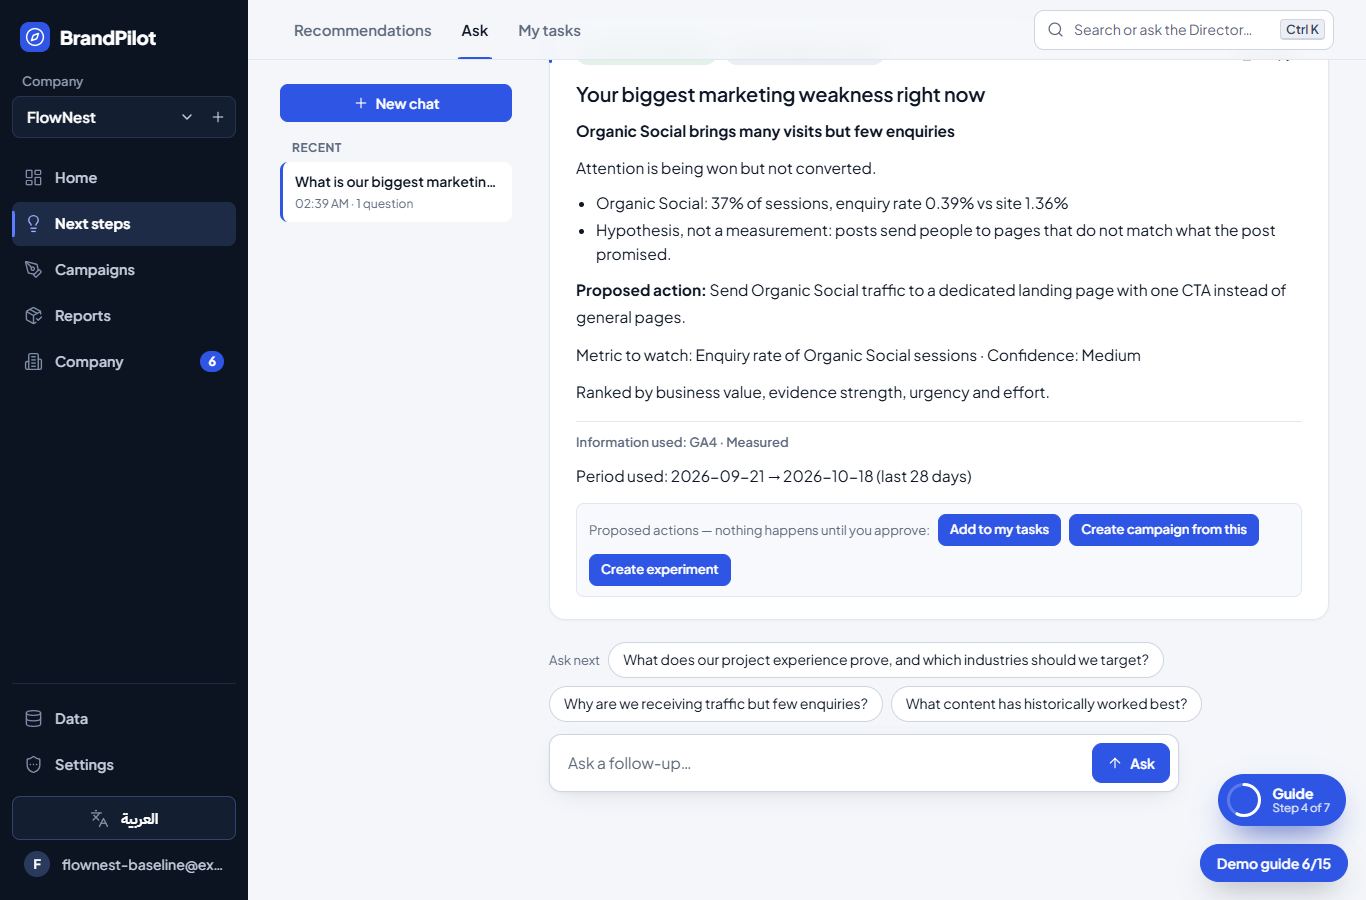 BrandPilot
Company
FlowNest
Home
Next steps
Campaigns
Reports
Company
6
Data
Settings
العربية
F
flownest-baseline@ex...
Recommendations
Ask
My tasks
Search or ask the Director...
Ctrl K
New chat
RECENT
What is our biggest marketin...
02:39 AM · 1 question
Your biggest marketing weakness right now
Organic Social brings many visits but few enquiries
Attention is being won but not converted.
• Organic Social: 37% of sessions, enquiry rate 0.39% vs site 1.36%
• Hypothesis, not a measurement: posts send people to pages that do not match what the post
promised.
Proposed action: Send Organic Social traffic to a dedicated landing page with one CTA instead of
general pages.
Metric to watch: Enquiry rate of Organic Social sessions · Confidence: Medium
Ranked by business value, evidence strength, urgency and effort.
Information used: GA4 · Measured
Period used: 2026-09-21 → 2026-10-18 (last 28 days)
Proposed actions — nothing happens until you approve:
Add to my tasks
Create campaign from this
Create experiment
Ask next
What does our project experience prove, and which industries should we target?
Why are we receiving traffic but few enquiries?
What content has historically worked best?
Ask a follow-up...
Ask
Guide
Step 4 of 7
Demo guide 6/15